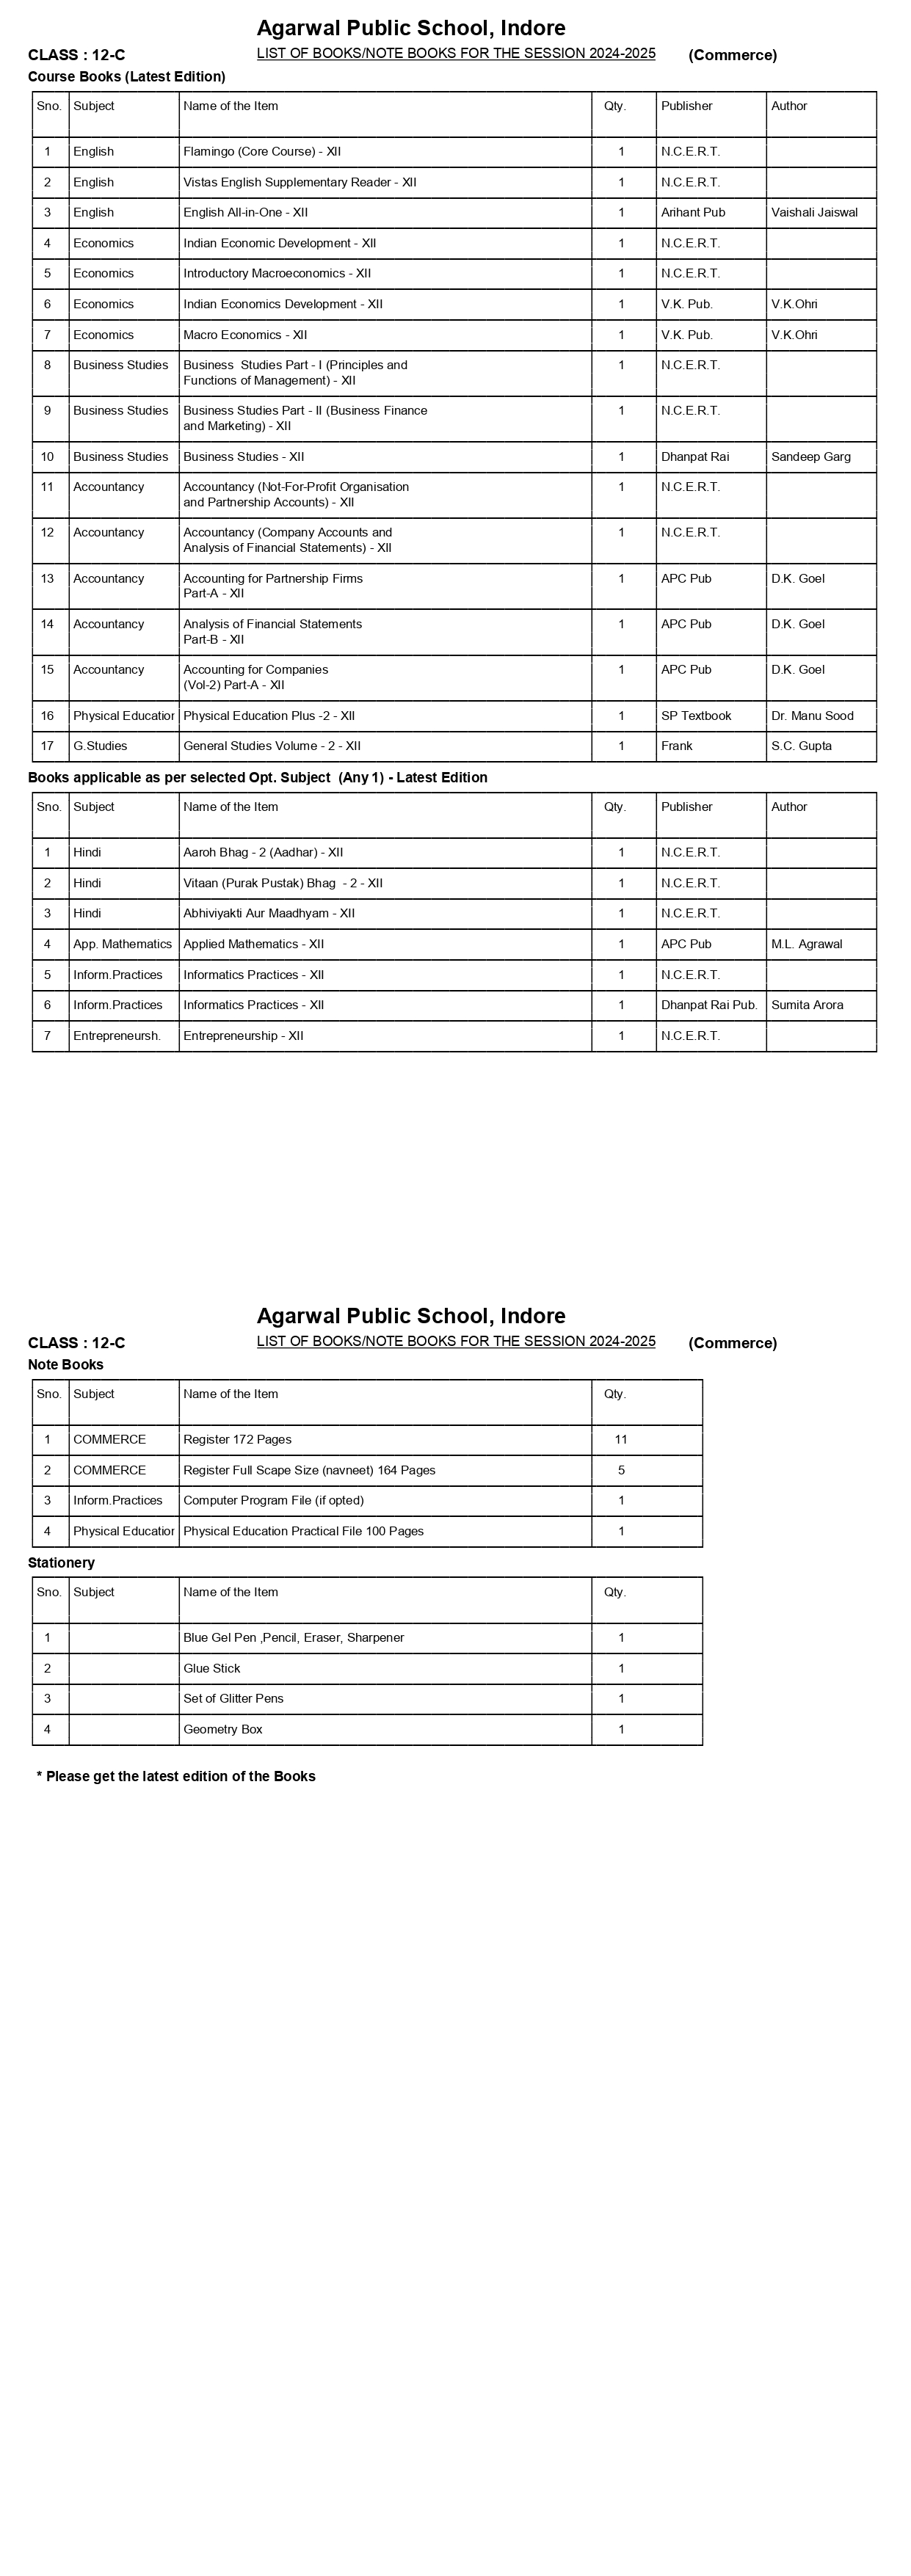 Agarwal Public School, Indore
CLASS : 12-C LIST OF BOOKS/NOTE BOOKS FOR THE SESSION 2024-2025 (Commerce)
Course Books (Latest Edition)
Sno. Subject Name of the Item Qty. Publisher Author
1 English Flamingo (Core Course) - XII 1 N.C.E.R.T.
2 English Vistas English Supplementary Reader - XII 1 N.C.E.R.T.
3 English English All-in-One - XII 1 Arihant Pub Vaishali Jaiswal
4 Economics Indian Economic Development - XII 1 N.C.E.R.T.
5 Economics Introductory Macroeconomics - XII 1 N.C.E.R.T.
6 Economics Indian Economics Development - XII 1 V.K. Pub. V.K.Ohri
7 Economics Macro Economics - XII 1 V.K. Pub. V.K.Ohri
8 Business Studies Business Studies Part - I (Principles and 1 N.C.E.R.T.
Functions of Management) - XII
9 Business Studies Business Studies Part - II (Business Finance 1 N.C.E.R.T.
and Marketing) - XII
10 Business Studies Business Studies - XII 1 Dhanpat Rai Sandeep Garg
11 Accountancy Accountancy (Not-For-Profit Organisation 1 N.C.E.R.T.
and Partnership Accounts) - XII
12 Accountancy Accountancy (Company Accounts and 1 N.C.E.R.T.
Analysis of Financial Statements) - XII
13 Accountancy Accounting for Partnership Firms 1 APC Pub D.K. Goel
Part-A - XII
14 Accountancy Analysis of Financial Statements 1 APC Pub D.K. Goel
Part-B - XII
15 Accountancy Accounting for Companies 1 APC Pub D.K. Goel
(Vol-2) Part-A - XII
16 Physical Education Physical Education Plus -2 - XII 1 SP Textbook Dr. Manu Sood
17 G.Studies General Studies Volume - 2 - XII 1 Frank S.C. Gupta
Books applicable as per selected Opt. Subject (Any 1) - Latest Edition
Sno. Subject Name of the Item Qty. Publisher Author
1 Hindi Aaroh Bhag - 2 (Aadhar) - XII 1 N.C.E.R.T.
2 Hindi Vitaan (Purak Pustak) Bhag - 2 - XII 1 N.C.E.R.T.
3 Hindi Abhiviyakti Aur Maadhyam - XII 1 N.C.E.R.T.
4 App. Mathematics Applied Mathematics - XII 1 APC Pub M.L. Agrawal
5 Inform.Practices Informatics Practices - XII 1 N.C.E.R.T.
6 Inform.Practices Informatics Practices - XII 1 Dhanpat Rai Pub. Sumita Arora
7 Entrepreneursh. Entrepreneurship - XII 1 N.C.E.R.T.
Agarwal Public School, Indore
CLASS : 12-C LIST OF BOOKS/NOTE BOOKS FOR THE SESSION 2024-2025 (Commerce)
Note Books
Sno. Subject Name of the Item Qty.
1 COMMERCE Register 172 Pages 11
2 COMMERCE Register Full Scape Size (navneet) 164 Pages 5
3 Inform.Practices Computer Program File (if opted) 1
4 Physical Education Physical Education Practical File 100 Pages 1
Stationery
Sno. Subject Name of the Item Qty.
1 Blue Gel Pen ,Pencil, Eraser, Sharpener 1
2 Glue Stick 1
3 Set of Glitter Pens 1
4 Geometry Box 1
* Please get the latest edition of the Books